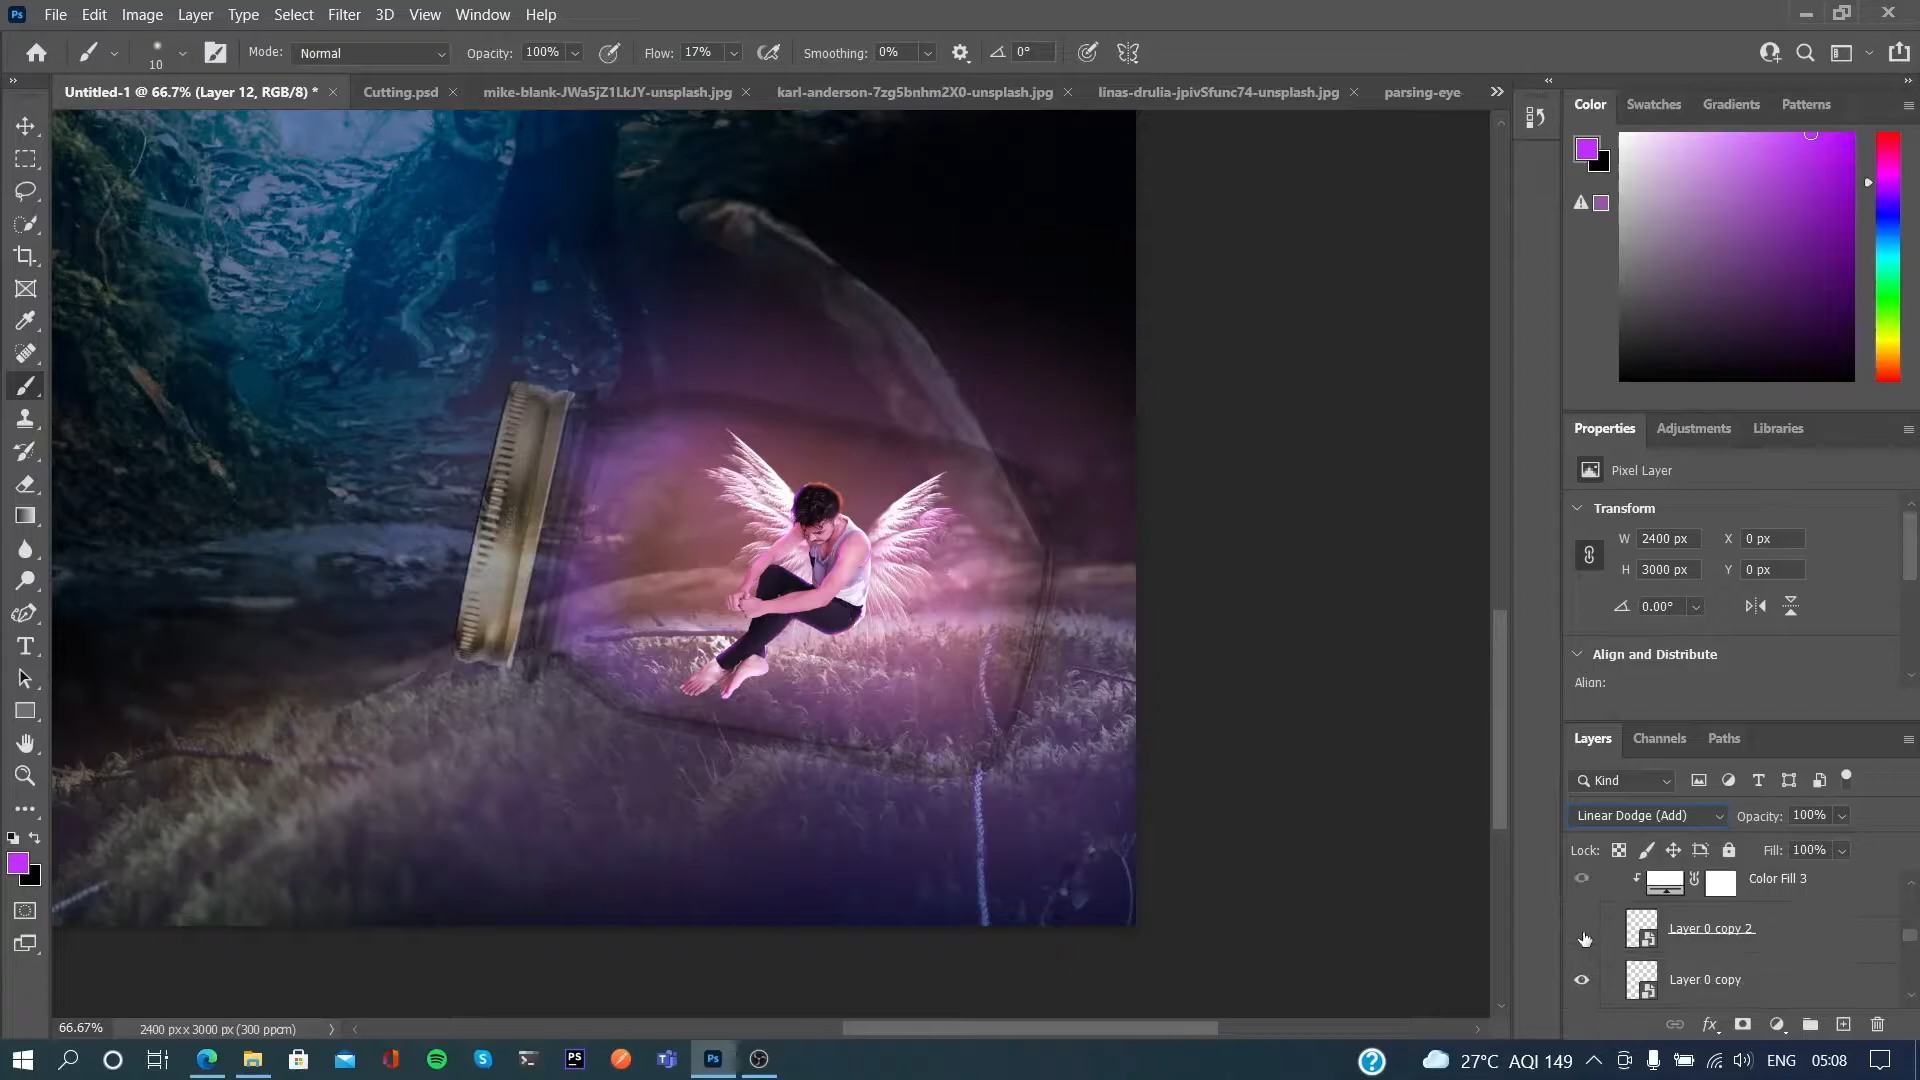 File Edit Image Layer Type Select Filter 3D View Window Help
10 Mode: Normal Opacity: 100% Flow: 17% Smoothing: 0% 0°
Untitled-1 @ 66.7% (Layer 12, RGB/8) * Cutting.psd mike-blank-JWa5jZ1LkJY-unsplash.jpg karl-anderson-7zg5bnhm2X0-unsplash.jpg linas-drulia-jpivSfunc74-unsplash.jpg parsing-eye
Color Swatches Gradients Patterns
Properties Adjustments Libraries
Pixel Layer
Transform
W 2400 px X 0 px
H 3000 px Y 0 px
0.00°
Align and Distribute
Align:
Layers Channels Paths
Kind
Linear Dodge (Add) Opacity: 100%
Lock: Fill: 100%
Color Fill 3
Layer 0 copy 2
Layer 0 copy
66.67% 2400 px x 3000 px (300 ppcm)
27°C AQI 149 ENG 05:08